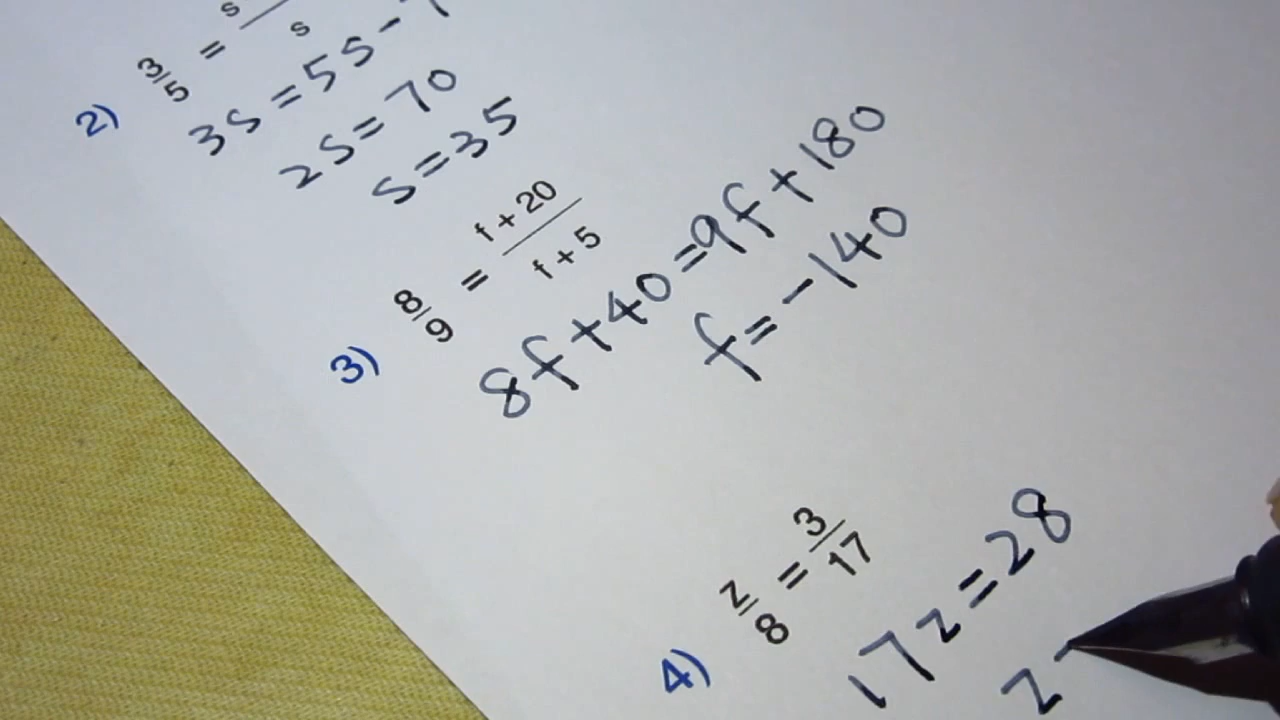 2) 3/5 = s / s
3s = 5s -
2s = 70
s = 35
3) 8/9 = f + 20 / f + 5
8f + 40 = 9f + 180
f = -140
4) z/8 = 3/17
17z = 28
z